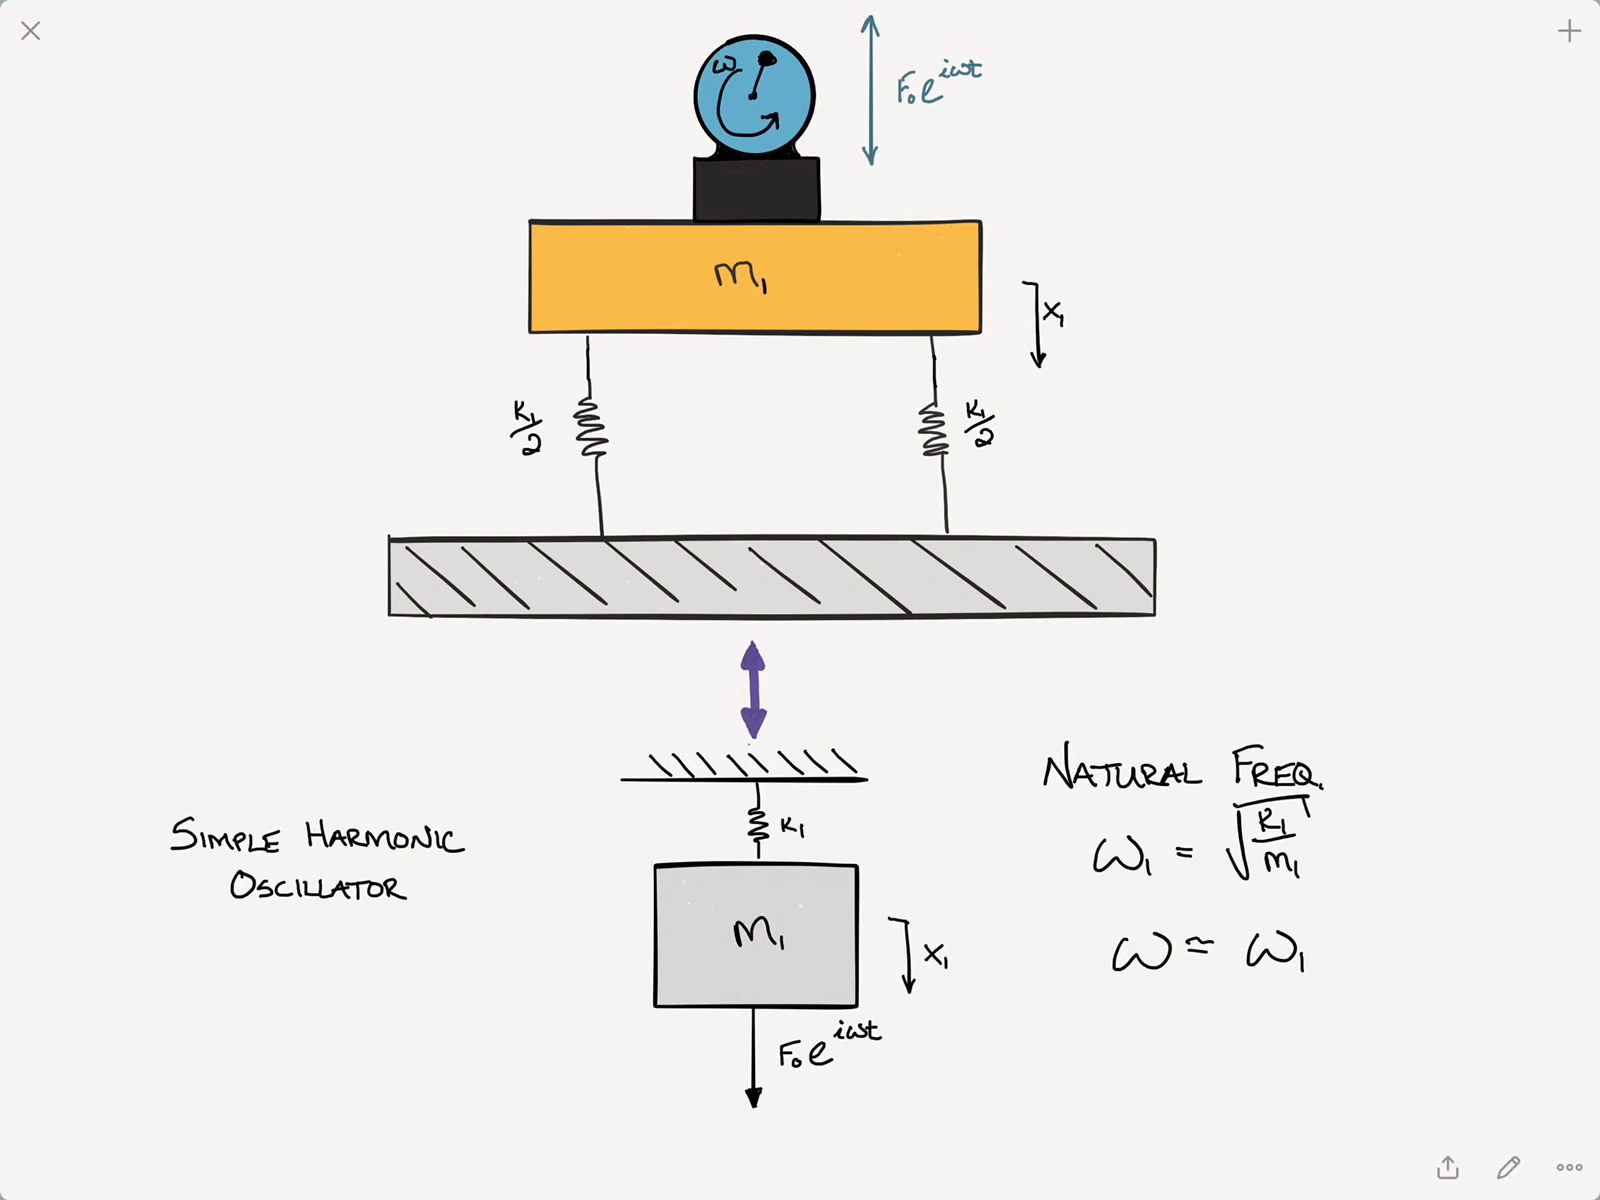 ω
F₀e^{iωt}
m₁
x₁
K₁/2
K₁/2
K₁
SIMPLE HARMONIC
OSCILLATOR
m₁
x₁
F₀e^{iωt}
NATURAL FREQ.
ω₁ = √(K₁/m₁)
ω ≃ ω₁